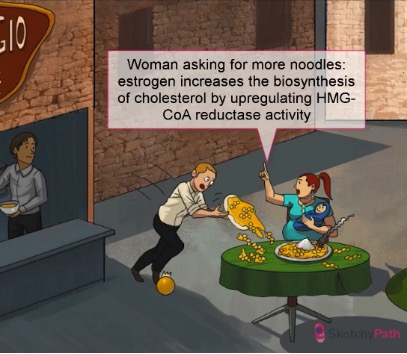 GIO
Woman asking for more noodles:
estrogen increases the biosynthesis
of cholesterol by upregulating HMG-
CoA reductase activity
SketchyPath